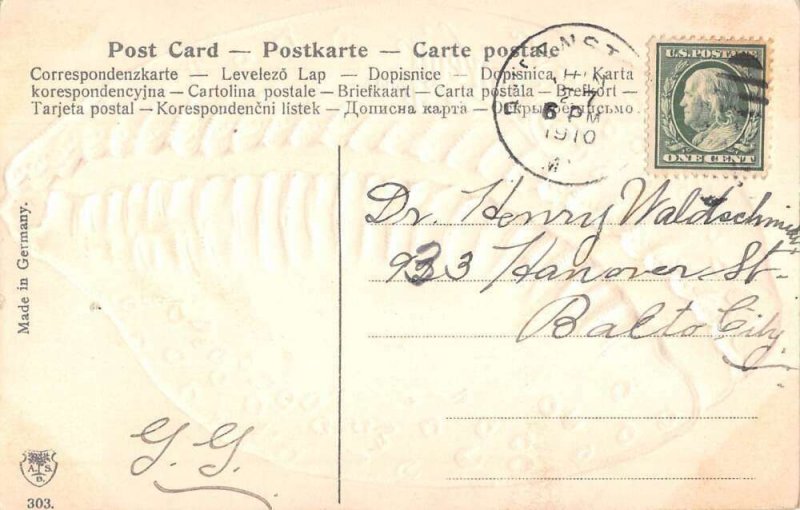 Post Card — Postkarte — Carte postale
Correspondenzkarte — Levelező Lap — Dopisnice — Dopisnica — Karta
korespondencyjna — Cartolina postale — Briefkaart — Carta postala — Brefkort —
Tarjeta postal — Korespondenční lístek — Дописна карта — Открытое письмо.
U.S. POSTAGE
ONE CENT
6 PM
1910
M
Dr. Henry Waldschmidt
933 Hanover St-
Balto City.
Made in Germany.
G. G.
A. S.
B.
303.